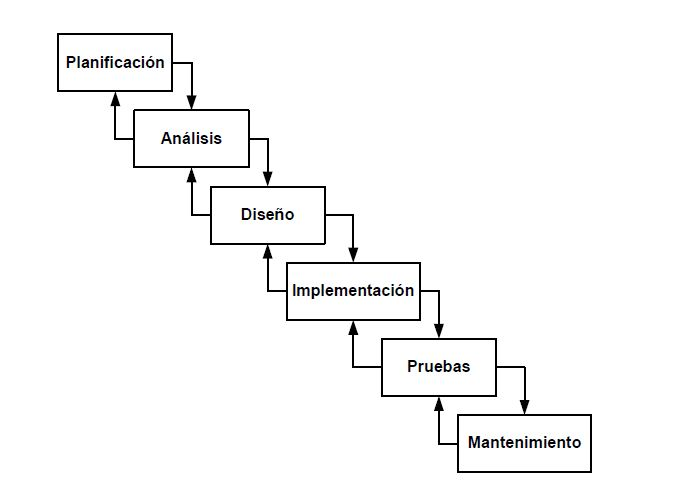 Planificación
Análisis
Diseño
Implementación
Pruebas
Mantenimiento